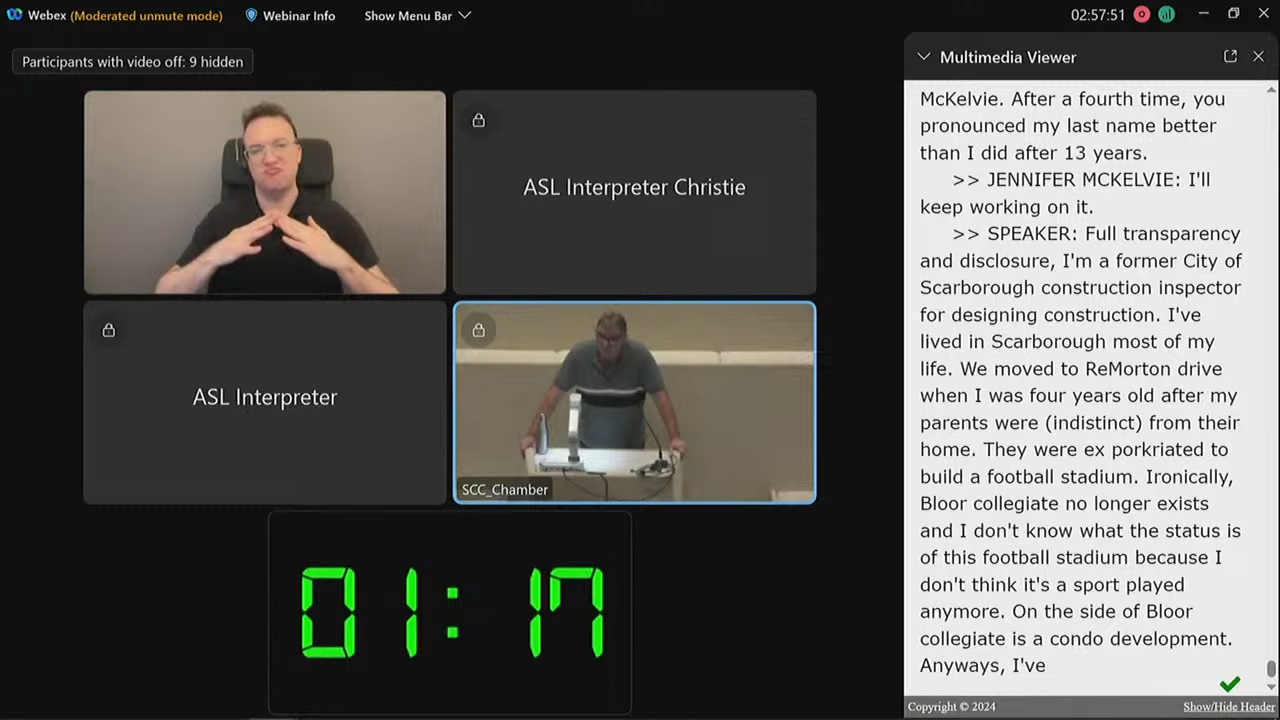 Webex (Moderated unmute mode) Webinar Info Show Menu Bar 02:57:51
Participants with video off: 9 hidden
ASL Interpreter Christie
ASL Interpreter
SCC_Chamber
01:17
Multimedia Viewer
McKelvie. After a fourth time, you
pronounced my last name better
than I did after 13 years.
>> JENNIFER MCKELVIE: I'll
keep working on it.
>> SPEAKER: Full transparency
and disclosure, I'm a former City of
Scarborough construction inspector
for designing construction. I've
lived in Scarborough most of my
life. We moved to ReMorton drive
when I was four years old after my
parents were (indistinct) from their
home. They were ex porkriated to
build a football stadium. Ironically,
Bloor collegiate no longer exists
and I don't know what the status is
of this football stadium because I
don't think it's a sport played
anymore. On the side of Bloor
collegiate is a condo development.
Anyways, I've
Copyright © 2024 Show/Hide Header